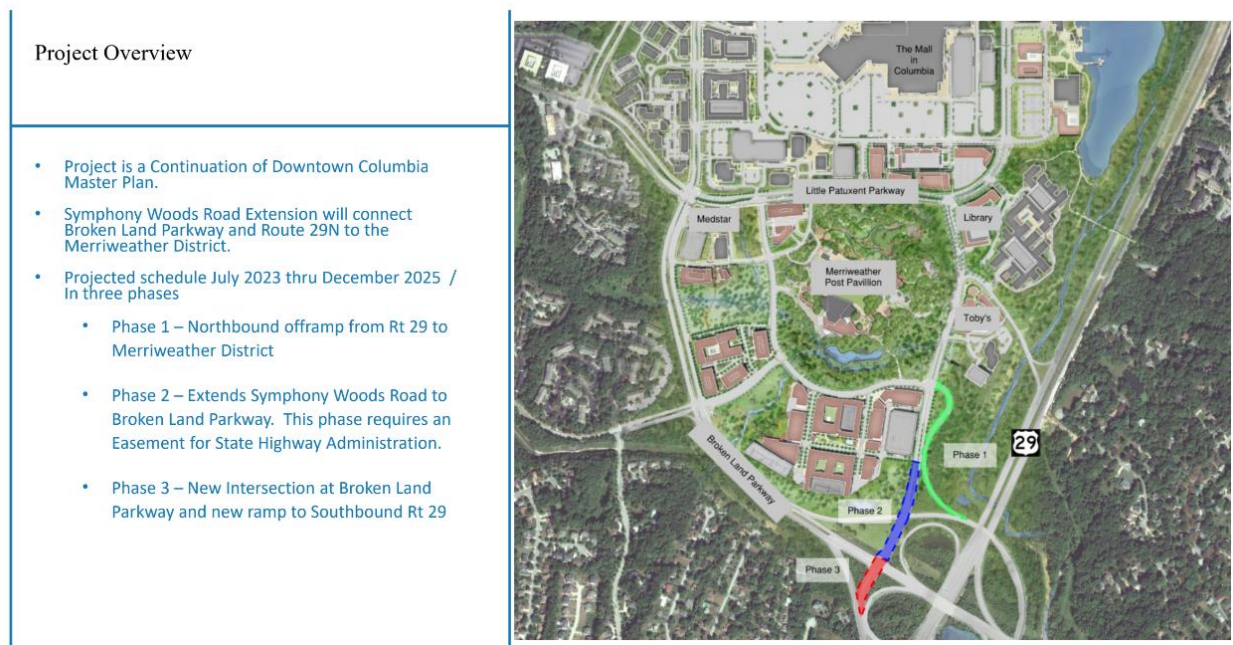 Project Overview
• Project is a Continuation of Downtown Columbia
Master Plan.
• Symphony Woods Road Extension will connect
Broken Land Parkway and Route 29N to the
Merriweather District.
• Projected schedule July 2023 thru December 2025 /
In three phases
• Phase 1 – Northbound offramp from Rt 29 to
Merriweather District
• Phase 2 – Extends Symphony Woods Road to
Broken Land Parkway. This phase requires an
Easement for State Highway Administration.
• Phase 3 – New Intersection at Broken Land
Parkway and new ramp to Southbound Rt 29
The Mall
in
Columbia
Little Patuxent Parkway
Medstar
Library
Merriweather
Post Pavillion
Toby's
29
Phase 1
Broken Land Parkway
Phase 2
Phase 3